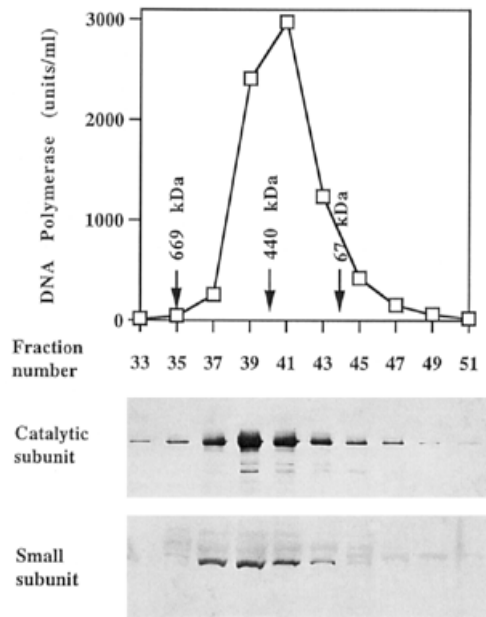 3000
2000
1000
0
DNA Polymerase (units/ml)
669 kDa
440 kDa
67 kDa
Fraction
number
33 35 37 39 41 43 45 47 49 51
Catalytic
subunit
Small
subunit